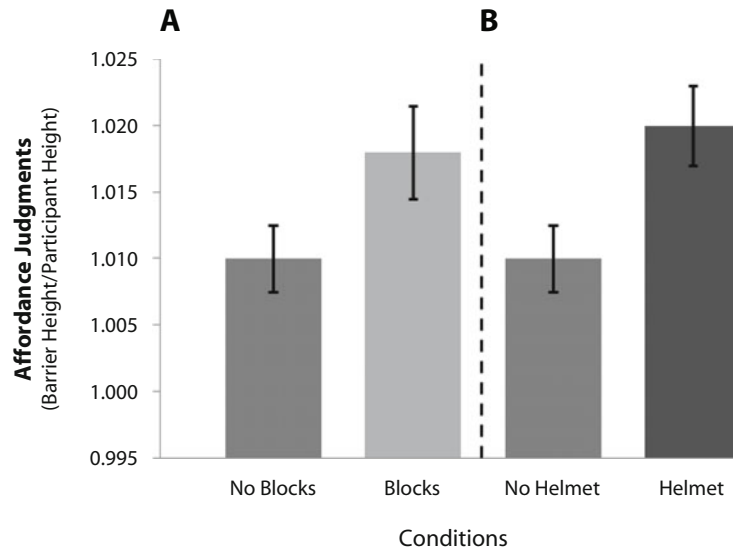 A
B
Affordance Judgments
(Barrier Height/Participant Height)
1.025
1.020
1.015
1.010
1.005
1.000
0.995
No Blocks
Blocks
No Helmet
Helmet
Conditions